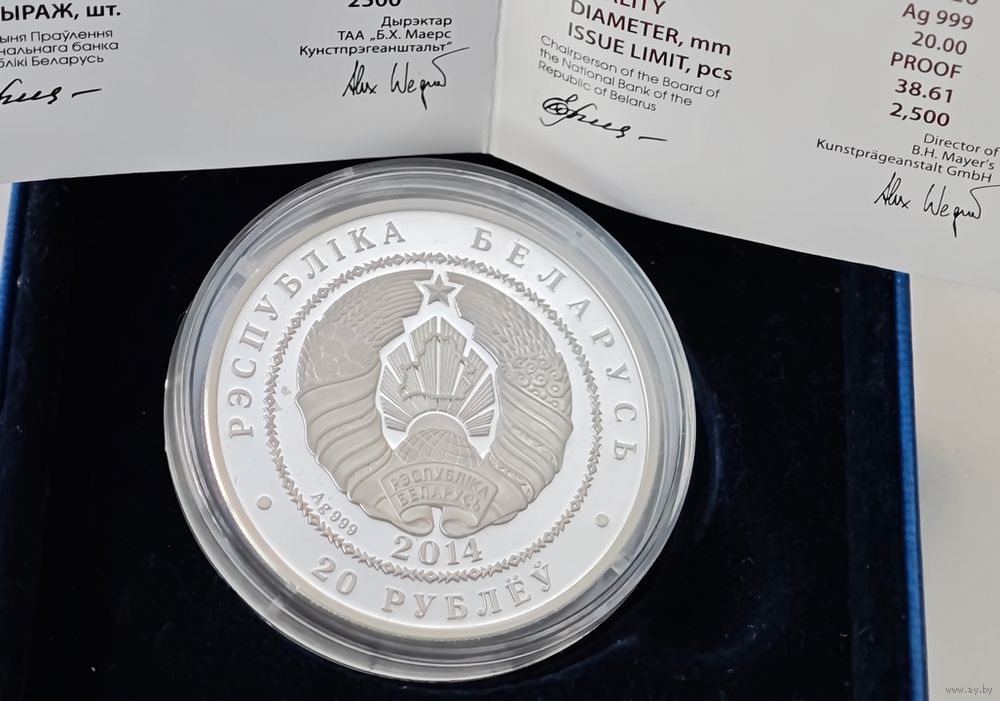 ЫРАЖ, шт.
2500
Дырэктар
ТАА „Б.Х. Маерс
Кунстпрэгеанштальт"
ыня Праўлення
нальнага банка
блікі Беларусь
DIAMETER, mm
ISSUE LIMIT, pcs
Chairperson of the Board of
the National Bank of the
Republic of Belarus
Ag 999
20.00
PROOF
38.61
2,500
Director of
B.H. Mayer's
Kunstprägeanstalt GmbH
РЭСПУБЛІКА БЕЛАРУСЬ
РЭСПУБЛІКА
БЕЛАРУСЬ
Ag 999
2014
20 РУБЛЁЎ
www.ay.by